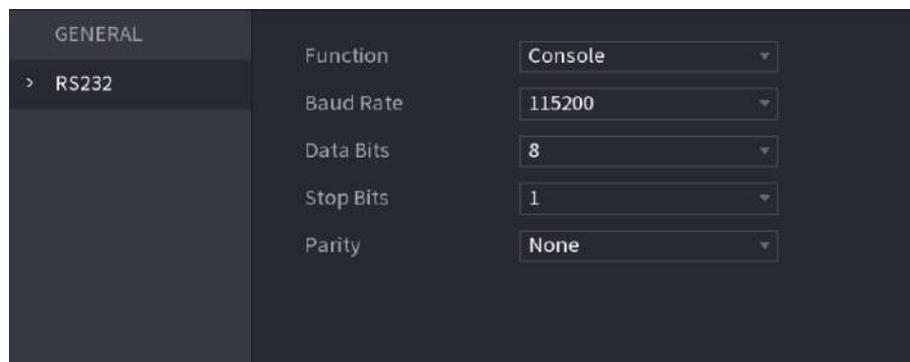 GENERAL
> RS232
Function Console
Baud Rate 115200
Data Bits 8
Stop Bits 1
Parity None